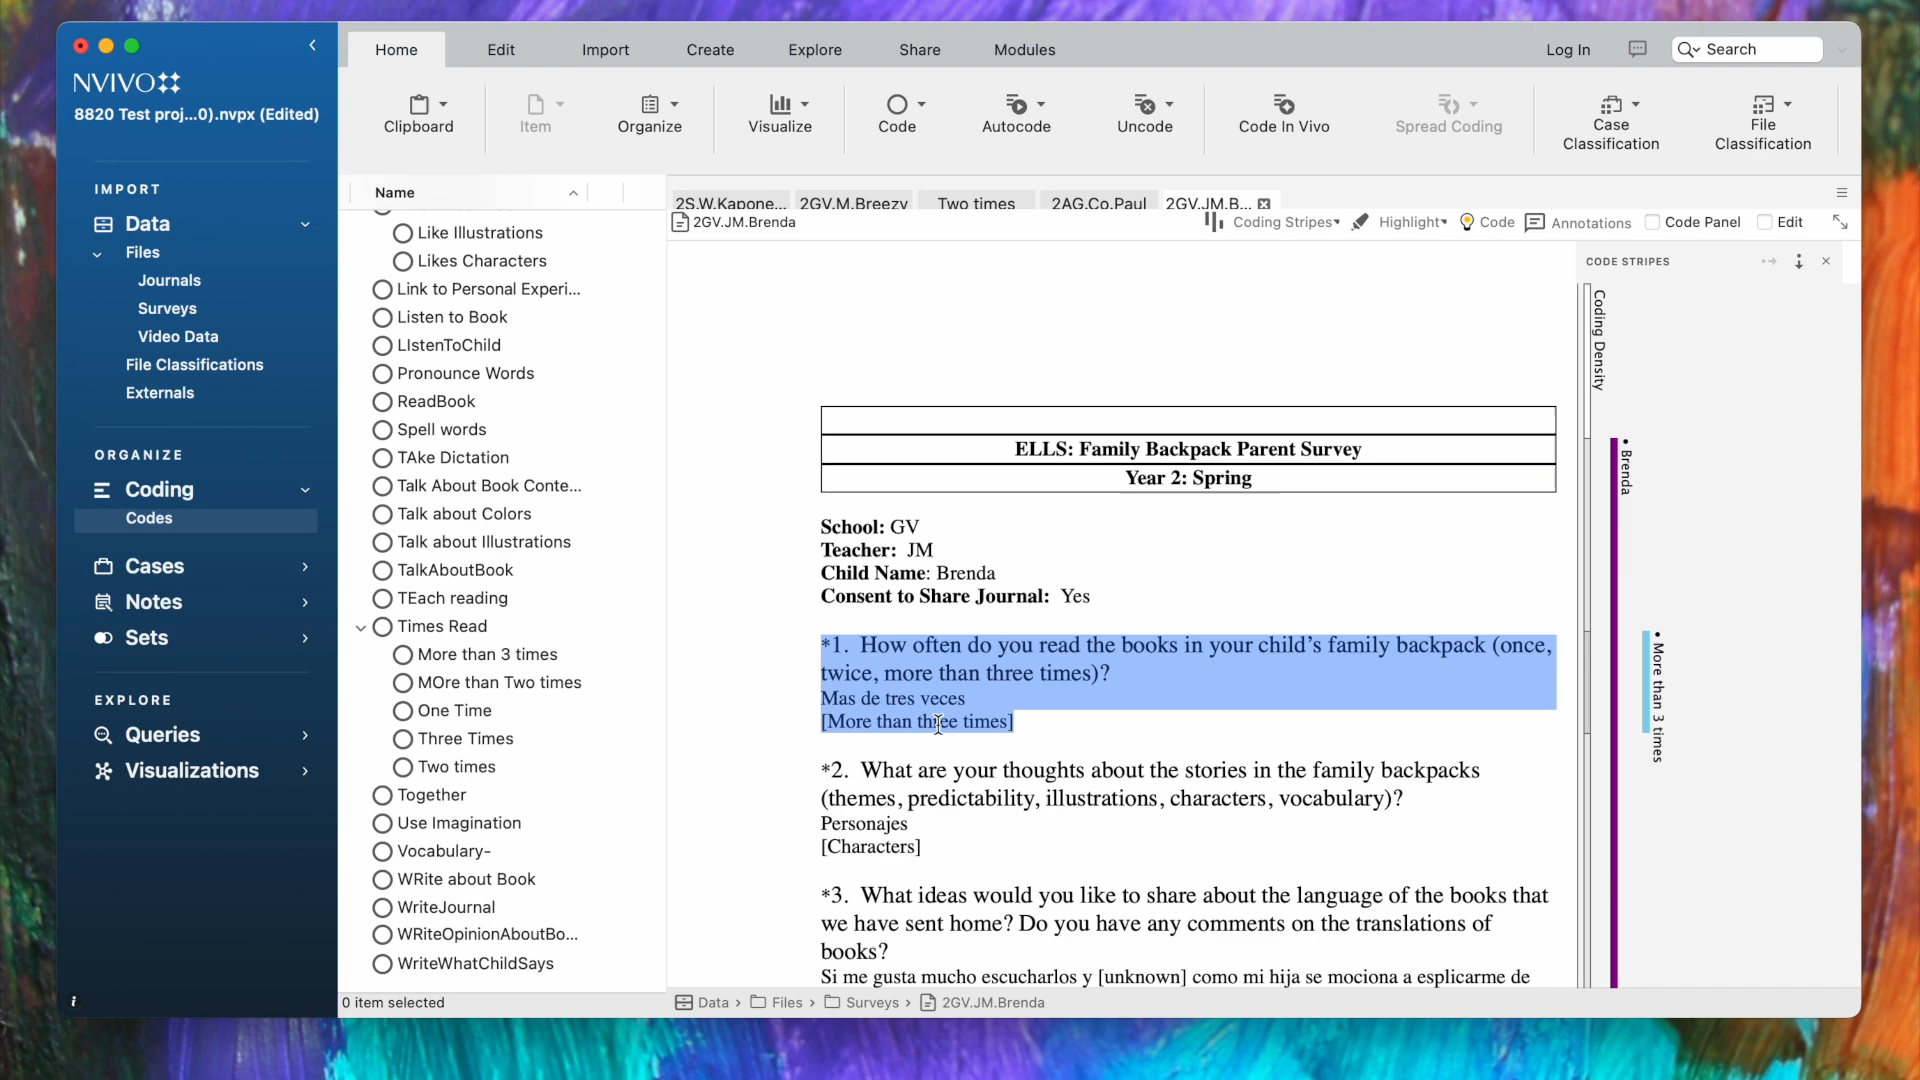 NVIVO
8820 Test proj...0).nvpx (Edited)
IMPORT
Data
Files
Journals
Surveys
Video Data
File Classifications
Externals
ORGANIZE
Coding
Codes
Cases
Notes
Sets
EXPLORE
Queries
Visualizations
Home
Edit
Import
Create
Explore
Share
Modules
Log In
Search
Clipboard
Item
Organize
Visualize
Code
Autocode
Uncode
Code In Vivo
Spread Coding
Case
Classification
File
Classification
Name
Like Illustrations
Likes Characters
Link to Personal Experi...
Listen to Book
LIstenToChild
Pronounce Words
ReadBook
Spell words
TAke Dictation
Talk About Book Conte...
Talk about Colors
Talk about Illustrations
TalkAboutBook
TEach reading
Times Read
More than 3 times
MOre than Two times
One Time
Three Times
Two times
Together
Use Imagination
Vocabulary-
WRite about Book
WriteJournal
WRiteOpinionAboutBo...
WriteWhatChildSays
0 item selected
2S.W.Kapone...
2GV.M.Breezy
Two times
2AG.Co.Paul
2GV.JM.B...
2GV.JM.Brenda
Coding Stripes
Highlight
Code
Annotations
Code Panel
Edit
ELLS: Family Backpack Parent Survey
Year 2: Spring
School: GV
Teacher: JM
Child Name: Brenda
Consent to Share Journal: Yes
*1. How often do you read the books in your child's family backpack (once,
twice, more than three times)?
Mas de tres veces
[More than three times]
*2. What are your thoughts about the stories in the family backpacks
(themes, predictability, illustrations, characters, vocabulary)?
Personajes
[Characters]
*3. What ideas would you like to share about the language of the books that
we have sent home? Do you have any comments on the translations of
books?
Si me gusta mucho escucharlos y [unknown] como mi hija se mociona a esplicarme de
CODE STRIPES
Coding Density
Brenda
More than 3 times
Data > Files > Surveys > 2GV.JM.Brenda